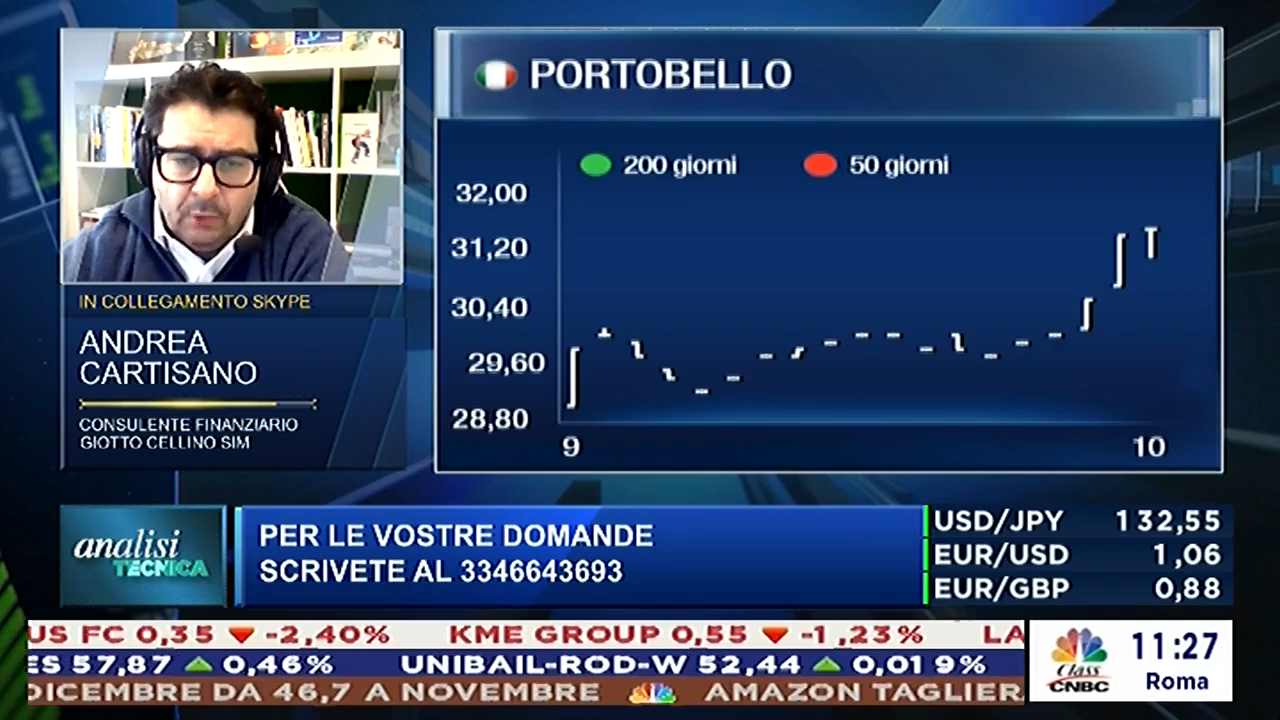 PORTOBELLO
200 giorni
50 giorni
32,00
31,20
30,40
29,60
28,80
9
10
IN COLLEGAMENTO SKYPE
ANDREA
CARTISANO
CONSULENTE FINANZIARIO
GIOTTO CELLINO SIM
analisi
TECNICA
PER LE VOSTRE DOMANDE
SCRIVETE AL 3346643693
USD/JPY 132,55
EUR/USD 1,06
EUR/GBP 0,88
US FC 0,35 -2,40% KME GROUP 0,55 -1,23% LA
ES 57,87 0,46% UNIBAIL-ROD-W 52,44 0,01 9%
DICEMBRE DA 46,7 A NOVEMBRE AMAZON TAGLIER
Class
CNBC
11:27
Roma